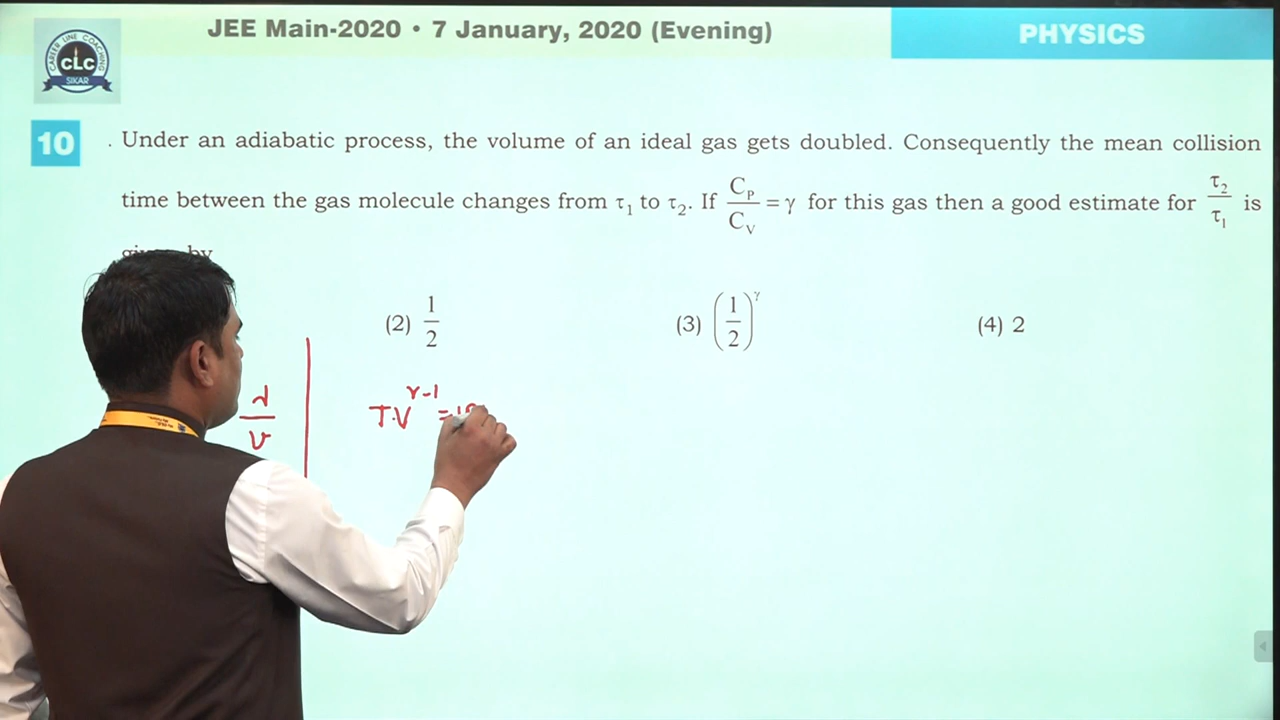 JEE Main-2020 • 7 January, 2020 (Evening)
PHYSICS
CAREER LINE COACHING
CLC
SIKAR
10 . Under an adiabatic process, the volume of an ideal gas gets doubled. Consequently the mean collision
time between the gas molecule changes from τ₁ to τ₂. If C_P/C_V = γ for this gas then a good estimate for τ₂/τ₁ is
by
(2) 1/2 (3) (1/2)^γ (4) 2
λ/v
T.V^γ-1 =